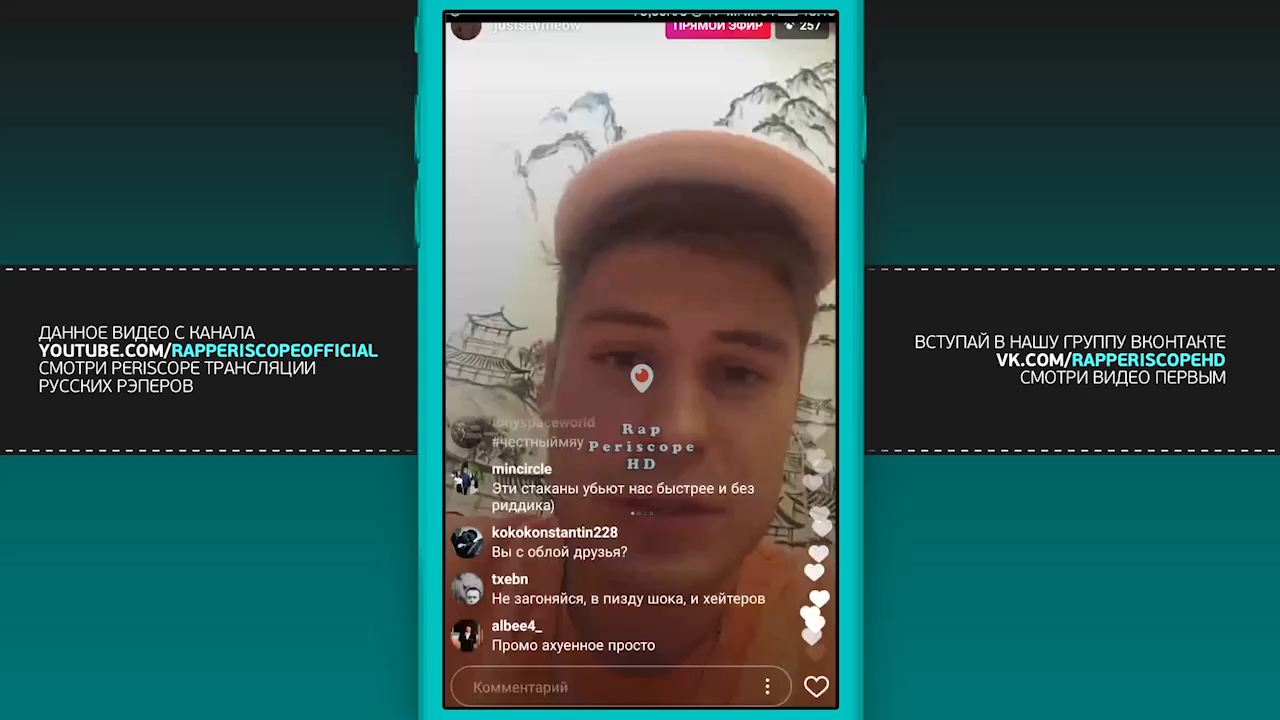 justsaymeow
ПРЯМОЙ ЭФИР
257
ДАННОЕ ВИДЕО С КАНАЛА
YOUTUBE.COM/RAPPERISCOPEOFFICIAL
СМОТРИ PERISCOPE ТРАНСЛЯЦИИ
РУССКИХ РЭПЕРОВ
ВСТУПАЙ В НАШУ ГРУППУ ВКОНТАКТЕ
VK.COM/RAPPERISCOPEHD
СМОТРИ ВИДЕО ПЕРВЫМ
Rap
Periscope
HD
tonyspaceworld
#честныймяу
mincircle
Эти стаканы убьют нас быстрее и без
риддика)
kokokonstantin228
Вы с облой друзья?
txebn
Не загоняйся, в пизду шока, и хейтеров
albee4_
Промо ахуенное просто
Комментарий